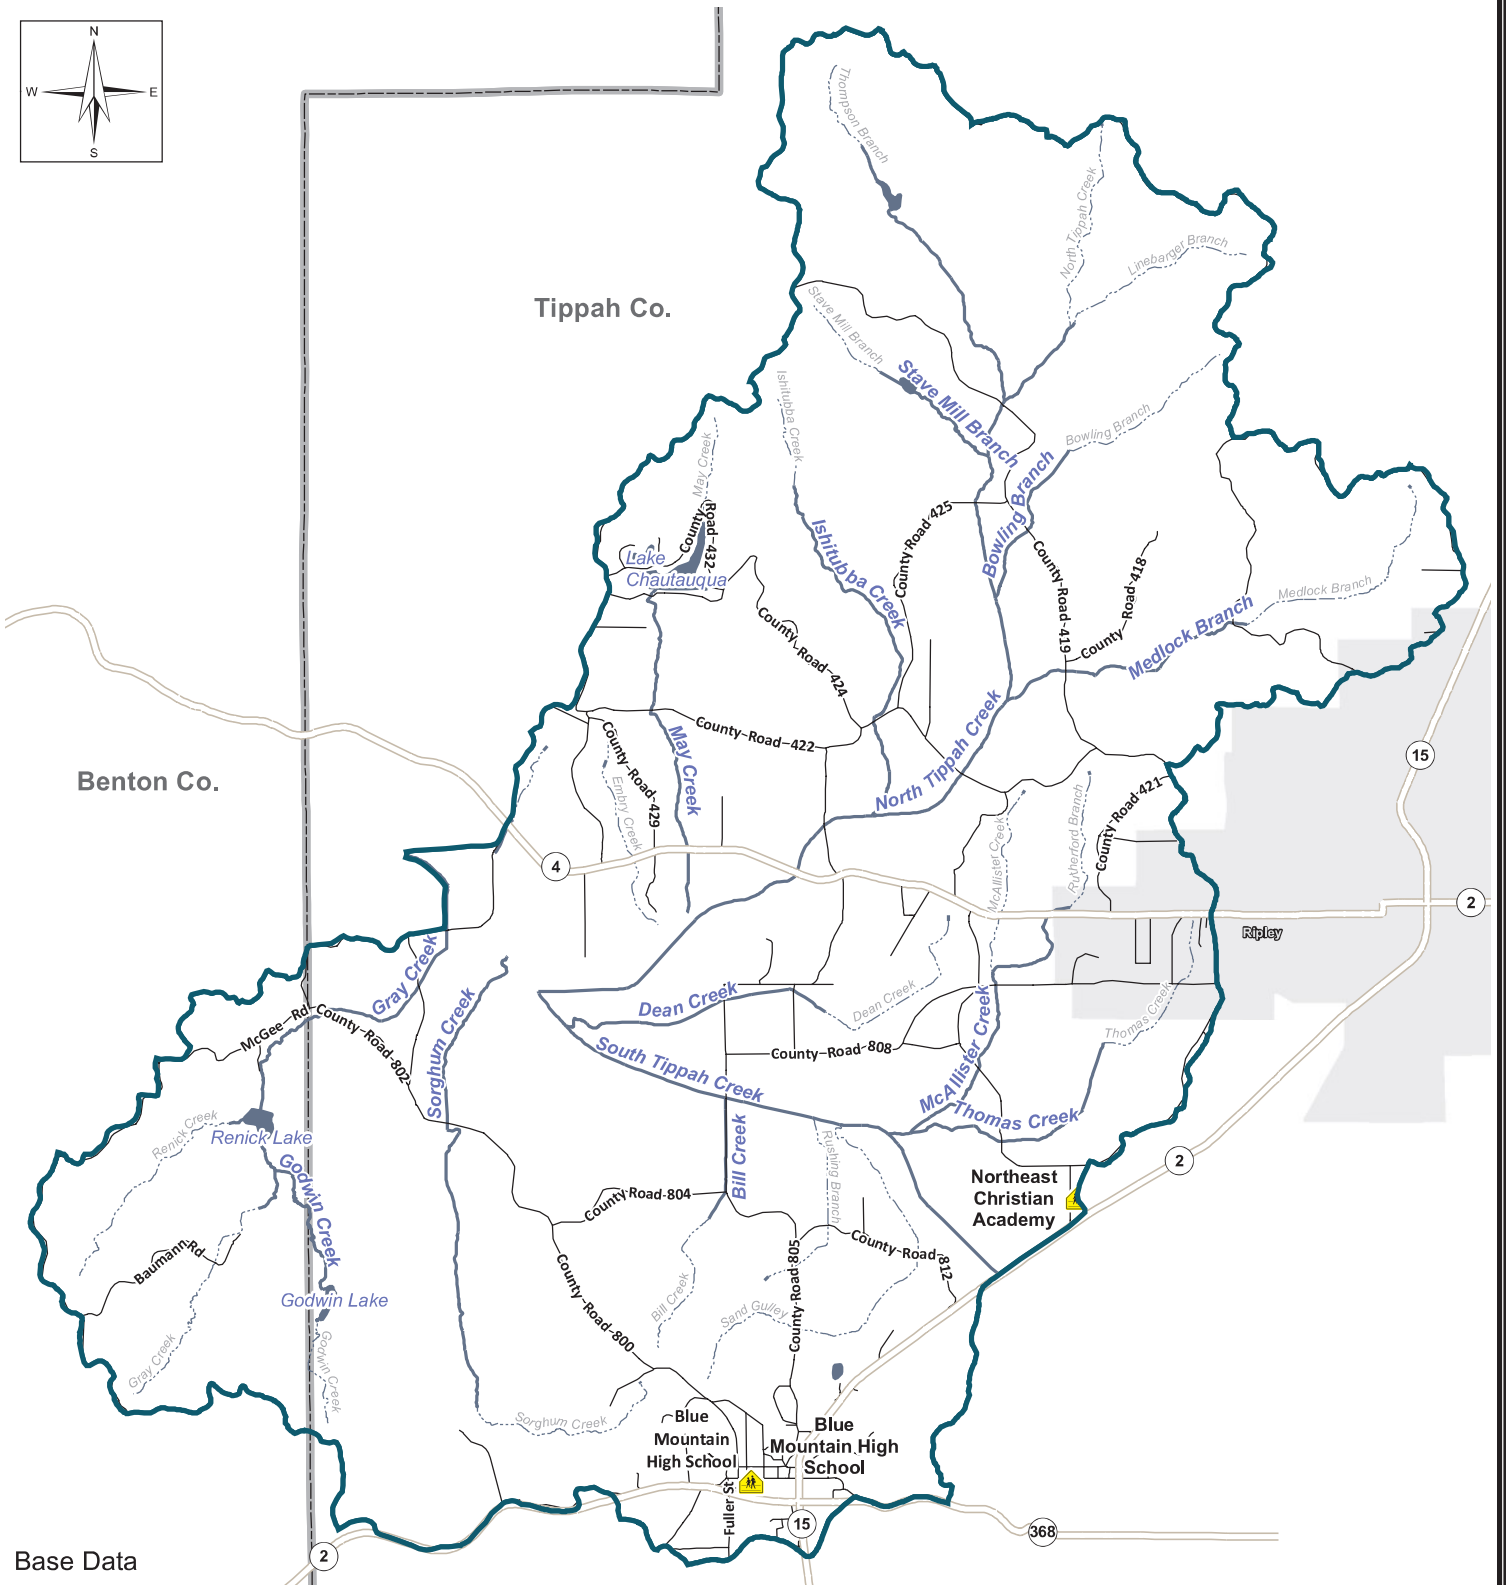 N
W
E
S
Thompson Branch
North Tippah Creek
Linebarger Branch
Tippah Co.
Stave Mill Branch
Stave Mill Branch
Ishitubba Creek
Bowling Branch
Bowling Branch
May Creek
County Road 432
County Road 425
Ishitubba Creek
County Road 419
County Road 418
Medlock Branch
Medlock Branch
Lake
Chautauqua
County Road 424
County Road 422
May Creek
County Road 429
Embry Creek
North Tippah Creek
15
Benton Co.
County Road 421
McAllister Creek
Rutherford Branch
4
2
Ripley
Gray Creek
Sorghum Creek
Dean Creek
Dean Creek
McGee Rd
County Road 802
South Tippah Creek
County Road 808
McAllister Creek
Thomas Creek
Thomas Creek
Renick Creek
Renick Lake
Godwin Creek
Bill Creek
Rushing Branch
2
Northeast
Christian
Academy
County Road 804
County Road 805
County Road 812
Baumann Rd
Godwin Lake
Bill Creek
Sand Gulley
County Road 800
Gray Creek
Godwin Creek
Sorghum Creek
Blue
Mountain
High School
Blue
Mountain High
School
Fuller St
15
368
2
Base Data